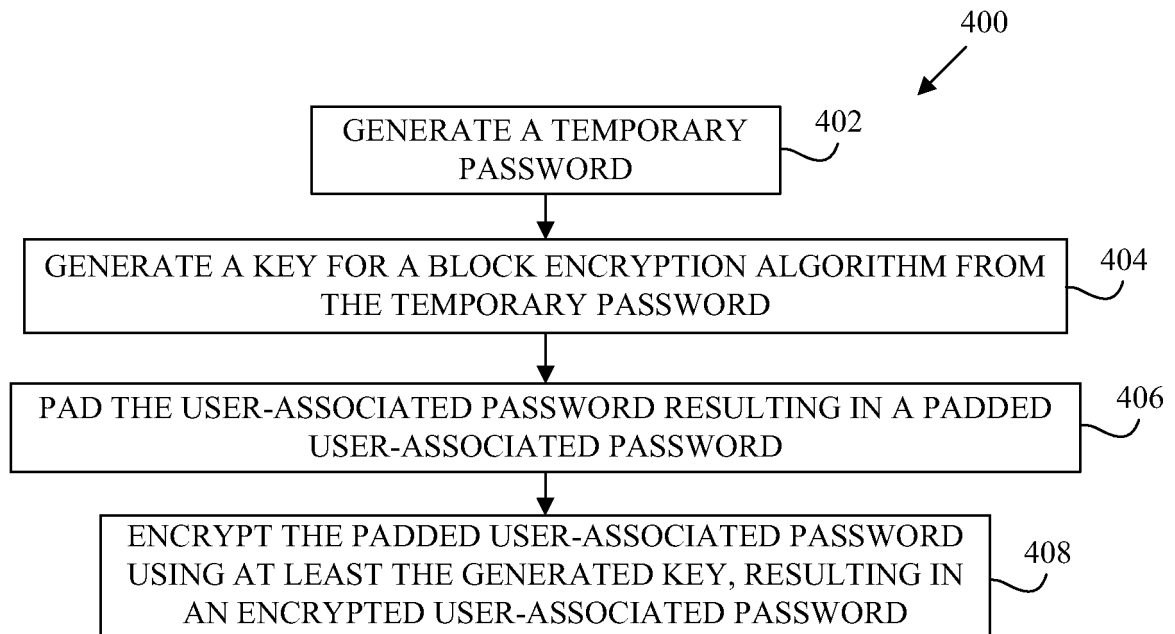 400
GENERATE A TEMPORARY
PASSWORD
402
GENERATE A KEY FOR A BLOCK ENCRYPTION ALGORITHM FROM
THE TEMPORARY PASSWORD
404
PAD THE USER-ASSOCIATED PASSWORD RESULTING IN A PADDED
USER-ASSOCIATED PASSWORD
406
ENCRYPT THE PADDED USER-ASSOCIATED PASSWORD
USING AT LEAST THE GENERATED KEY, RESULTING IN
AN ENCRYPTED USER-ASSOCIATED PASSWORD
408